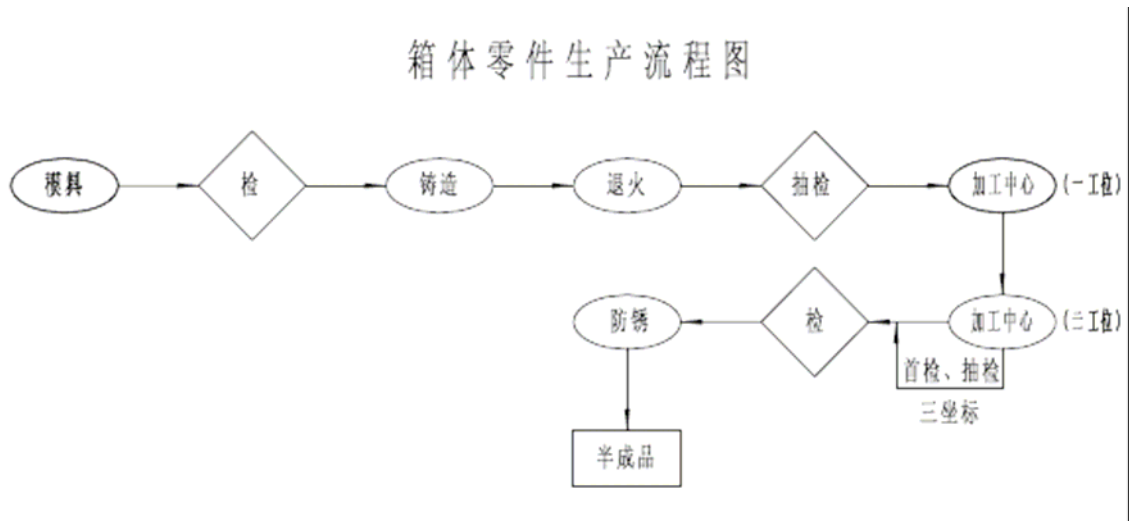 箱体零件生产流程图
模具
检
铸造
退火
抽检
加工中心
(一工位)
加工中心
(二工位)
检
防锈
首检、抽检
三坐标
半成品